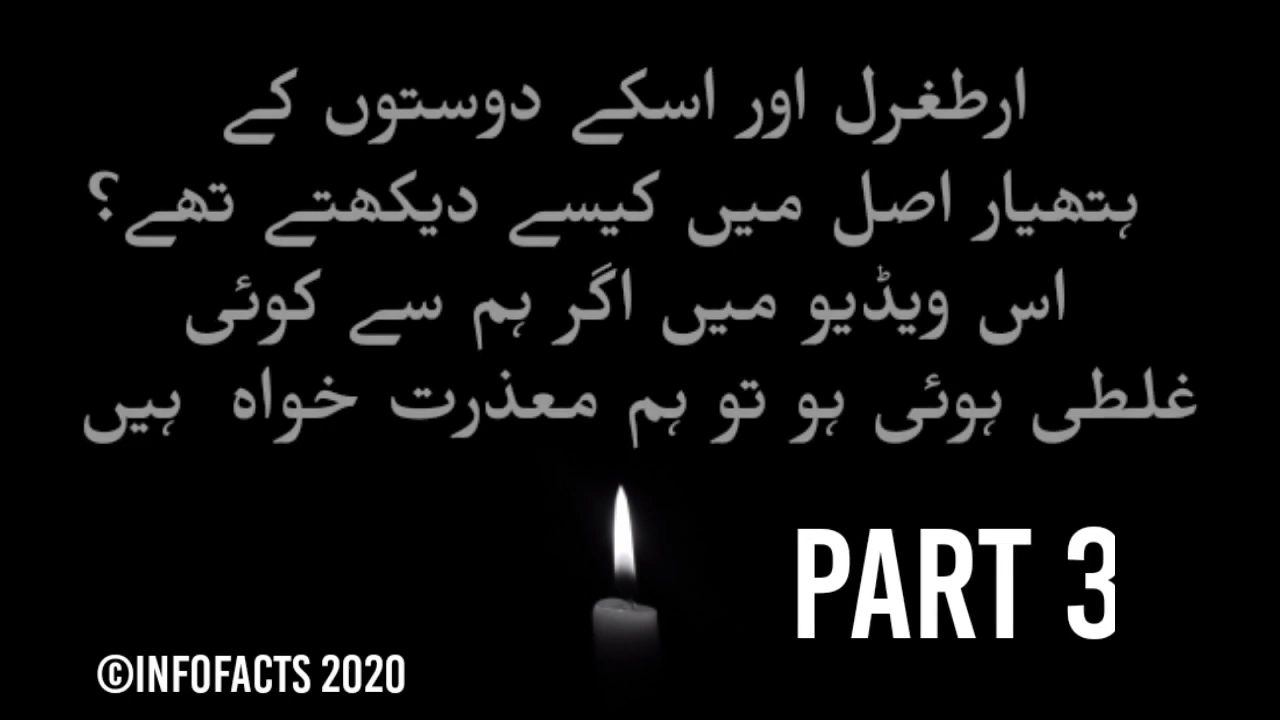 ارطغرل اور اسکے دوستوں کے
ہتھیار اصل میں کیسے دیکھتے تھے؟
اس ویڈیو میں اگر ہم سے کوئی
غلطی ہوئی ہو تو ہم معذرت خواہ ہیں
PART 3
©INFOFACTS 2020